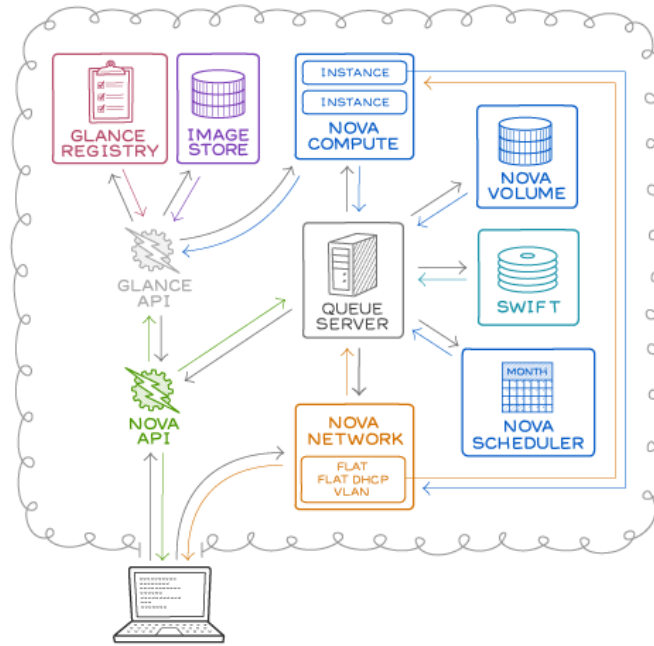 INSTANCE
INSTANCE
NOVA
COMPUTE
GLANCE
REGISTRY
IMAGE
STORE
NOVA
VOLUME
GLANCE
API
QUEUE
SERVER
SWIFT
MONTH
NOVA
SCHEDULER
NOVA
API
NOVA
NETWORK
FLAT
FLAT DHCP
VLAN